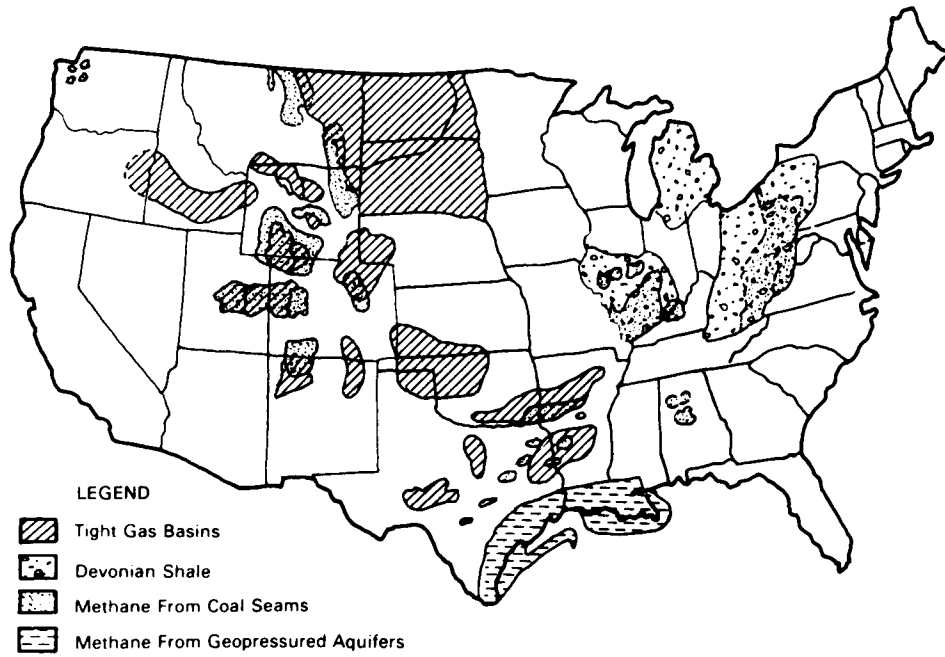 LEGEND
Tight Gas Basins
Devonian Shale
Methane From Coal Seams
Methane From Geopressured Aquifers